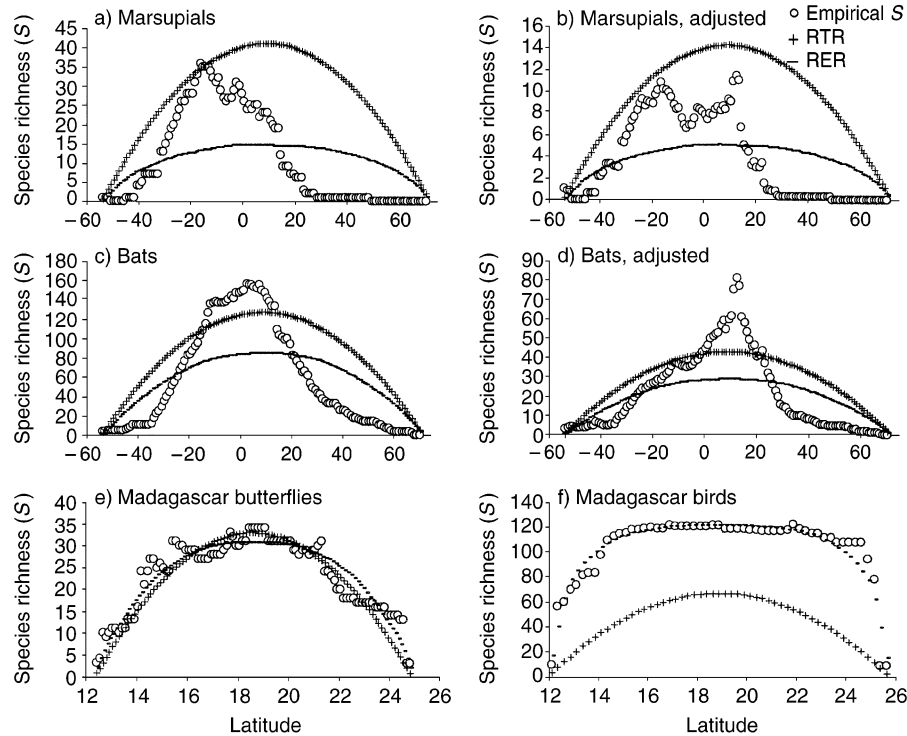 a) Marsupials
Species richness (S)
45
40
35
30
25
20
15
10
5
0
−60 −40 −20 0 20 40 60
b) Marsupials, adjusted
Species richness (S)
16
14
12
10
8
6
4
2
0
−60 −40 −20 0 20 40 60
Empirical S
RTR
RER
c) Bats
Species richness (S)
180
160
140
120
100
80
60
40
20
0
−60 −40 −20 0 20 40 60
d) Bats, adjusted
Species richness (S)
90
80
70
60
50
40
30
20
10
0
−60 −40 −20 0 20 40 60
e) Madagascar butterflies
Species richness (S)
40
35
30
25
20
15
10
5
0
12 14 16 18 20 22 24 26
Latitude
f) Madagascar birds
Species richness (S)
140
120
100
80
60
40
20
0
12 14 16 18 20 22 24 26
Latitude